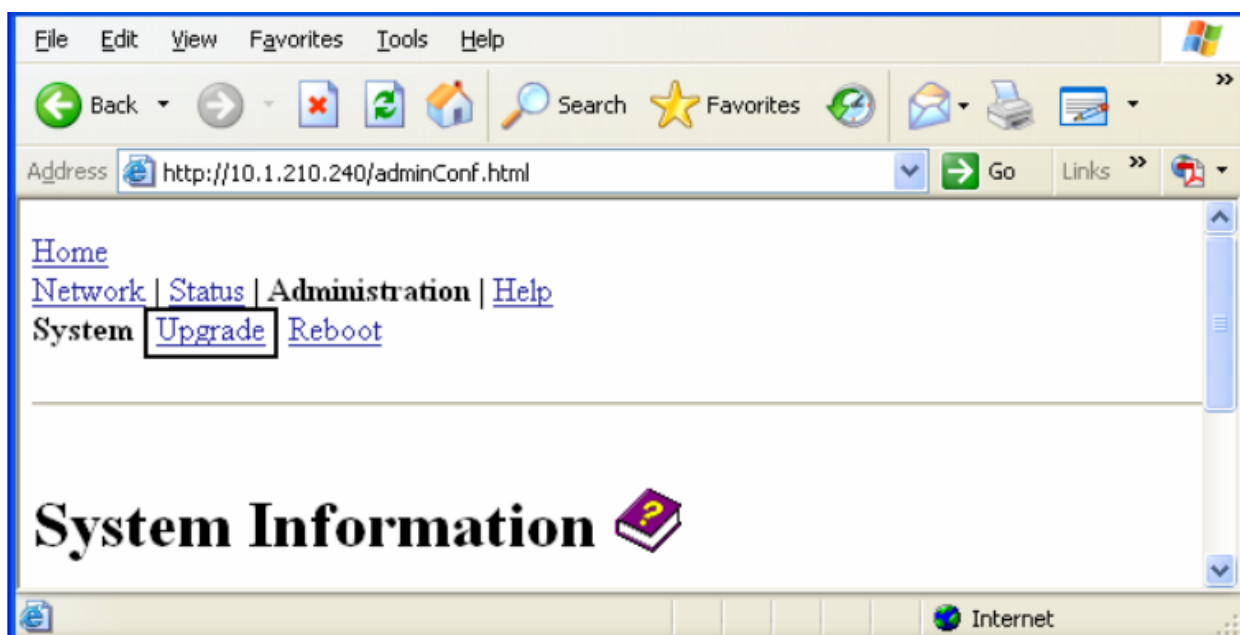 File Edit View Favorites Tools Help
Back Search Favorites »
Address http://10.1.210.240/adminConf.html Go Links »
Home
Network | Status | Administration | Help
System Upgrade Reboot
System Information ?
Internet